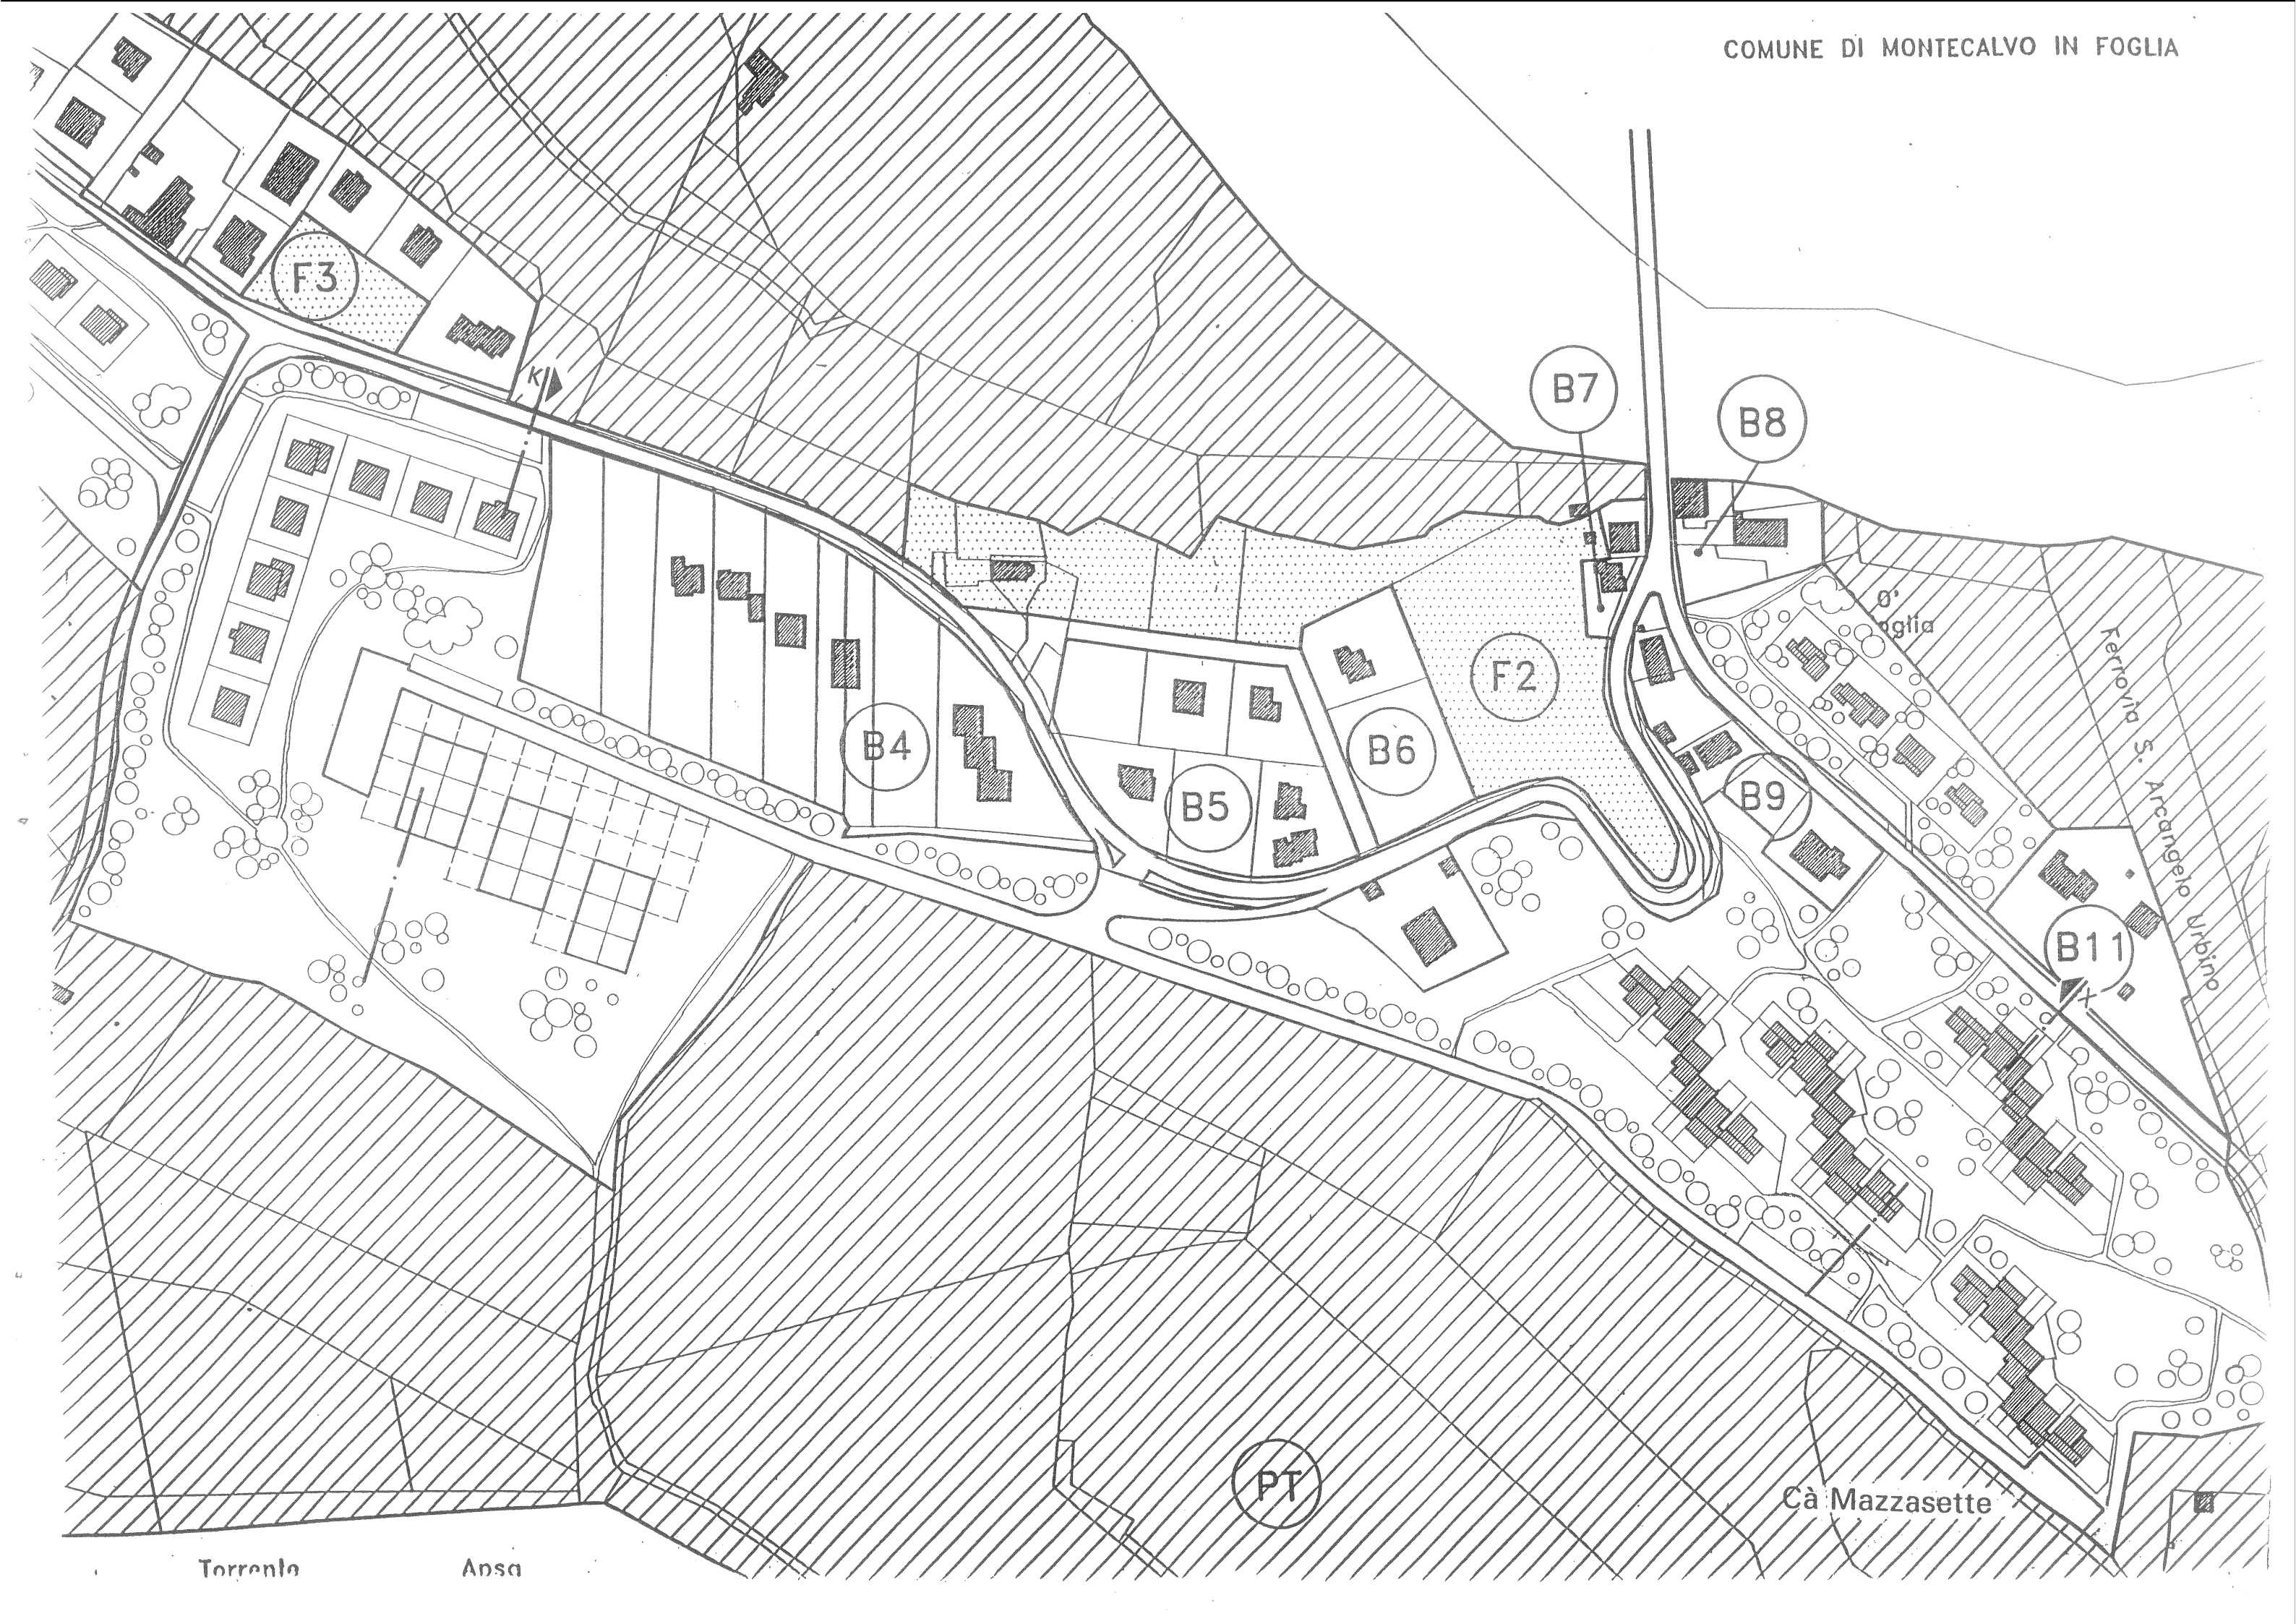 COMUNE DI MONTECALVO IN FOGLIA
F3
K
B7
B8
O'
oglia
Ferrovia S. Arcangelo Urbino
F2
B4
B6
B5
B9
B11
X
PT
Cà Mazzasette
Torrente Apsa